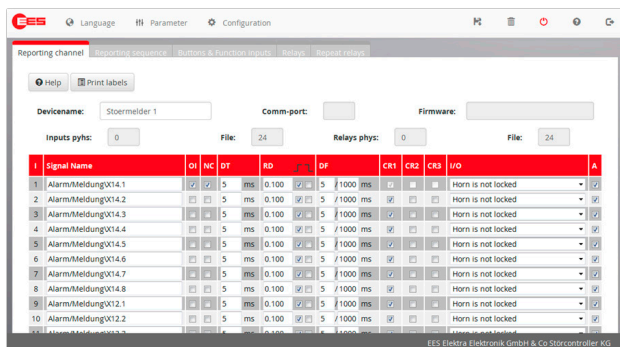 EES Language Parameter Configuration
Reporting channel Reporting sequence Buttons & Function inputs Relays Repeat relays
Help Print labels
Devicename: Stoermelder 1 Comm-port: Firmware:
Inputs pyhs: 0 File: 24 Relays phys: 0 File: 24
I Signal Name OI NC DT RD DF CR1 CR2 CR3 I/O A
1 Alarm/Meldung\X14.1 5 ms 0.100 5 /1000 ms Horn is not locked
2 Alarm/Meldung\X14.2 5 ms 0.100 5 /1000 ms Horn is not locked
3 Alarm/Meldung\X14.3 5 ms 0.100 5 /1000 ms Horn is not locked
4 Alarm/Meldung\X14.4 5 ms 0.100 5 /1000 ms Horn is not locked
5 Alarm/Meldung\X14.5 5 ms 0.100 5 /1000 ms Horn is not locked
6 Alarm/Meldung\X14.6 5 ms 0.100 5 /1000 ms Horn is not locked
7 Alarm/Meldung\X14.7 5 ms 0.100 5 /1000 ms Horn is not locked
8 Alarm/Meldung\X14.8 5 ms 0.100 5 /1000 ms Horn is not locked
9 Alarm/Meldung\X12.1 5 ms 0.100 5 /1000 ms Horn is not locked
10 Alarm/Meldung\X12.2 5 ms 0.100 5 /1000 ms Horn is not locked
EES Elektra Elektronik GmbH & Co Störcontroller KG